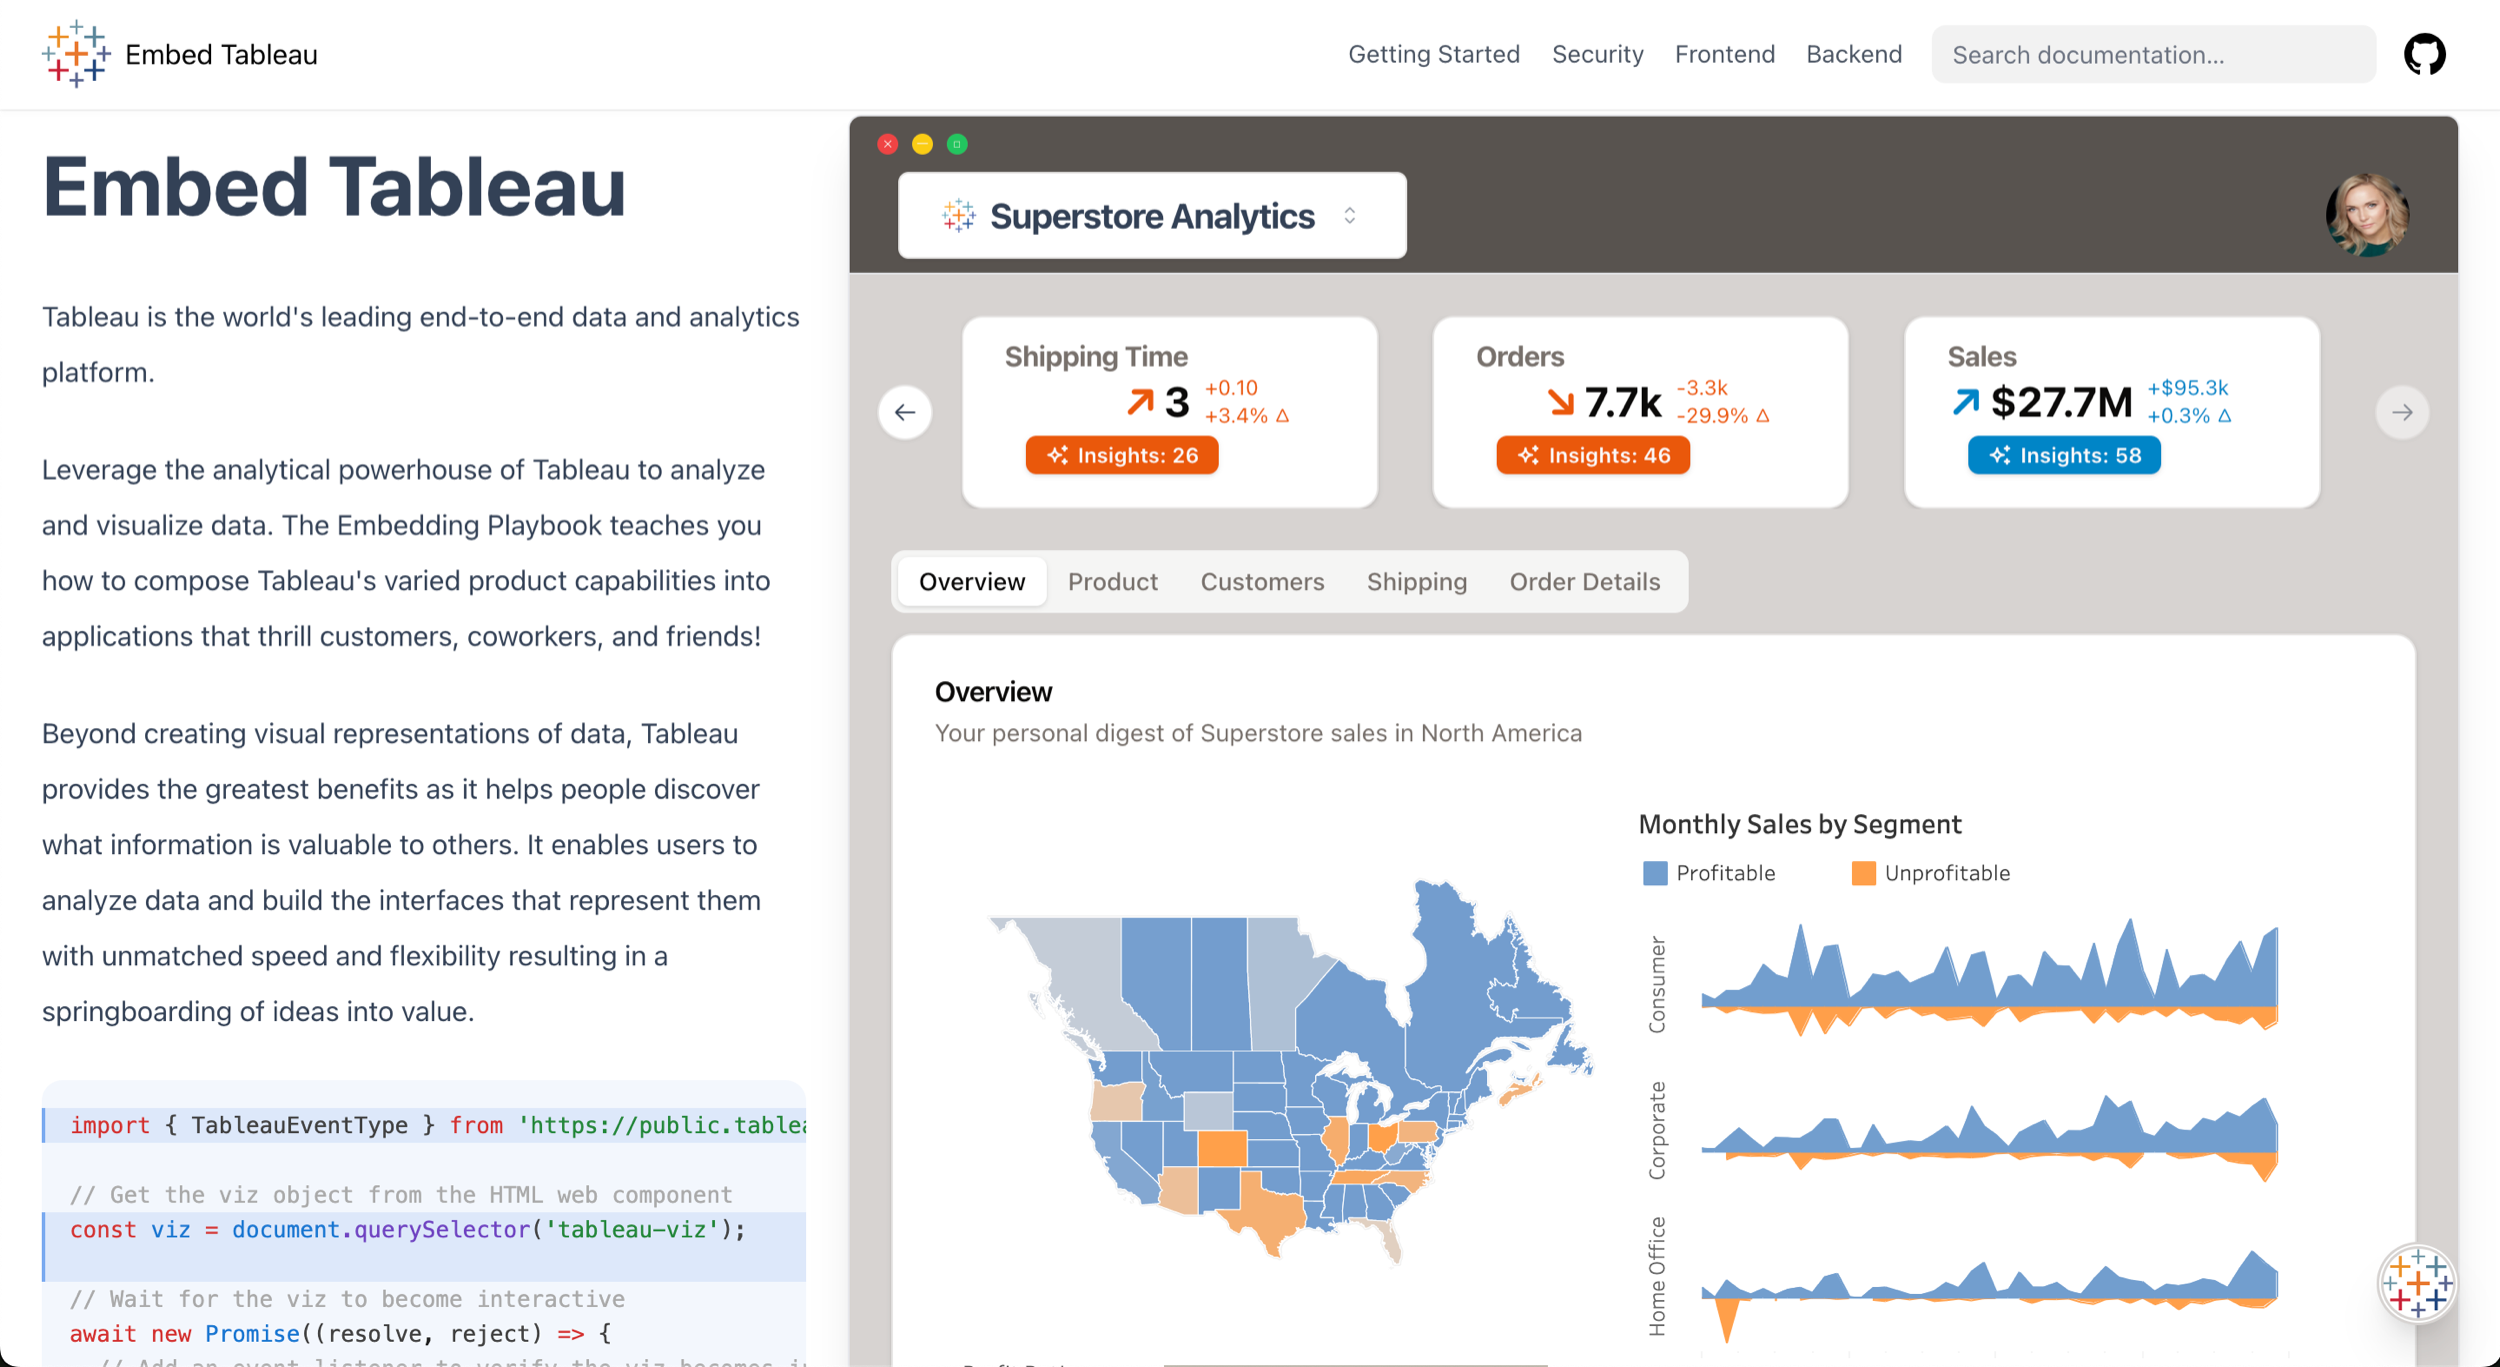 Embed Tableau
Getting Started
Security
Frontend
Backend
Search documentation...
Embed Tableau
Tableau is the world's leading end-to-end data and analytics
platform.
Leverage the analytical powerhouse of Tableau to analyze
and visualize data. The Embedding Playbook teaches you
how to compose Tableau's varied product capabilities into
applications that thrill customers, coworkers, and friends!
Beyond creating visual representations of data, Tableau
provides the greatest benefits as it helps people discover
what information is valuable to others. It enables users to
analyze data and build the interfaces that represent them
with unmatched speed and flexibility resulting in a
springboarding of ideas into value.
import { TableauEventType } from 'https://public.tablea
// Get the viz object from the HTML web component
const viz = document.querySelector('tableau-viz');
// Wait for the viz to become interactive
await new Promise((resolve, reject) => {
Superstore Analytics
Shipping Time
3
+0.10
+3.4% △
Insights: 26
Orders
7.7k
-3.3k
-29.9% △
Insights: 46
Sales
$27.7M
+$95.3k
+0.3% △
Insights: 58
Overview
Product
Customers
Shipping
Order Details
Overview
Your personal digest of Superstore sales in North America
Monthly Sales by Segment
Profitable
Unprofitable
Consumer
Corporate
Home Office